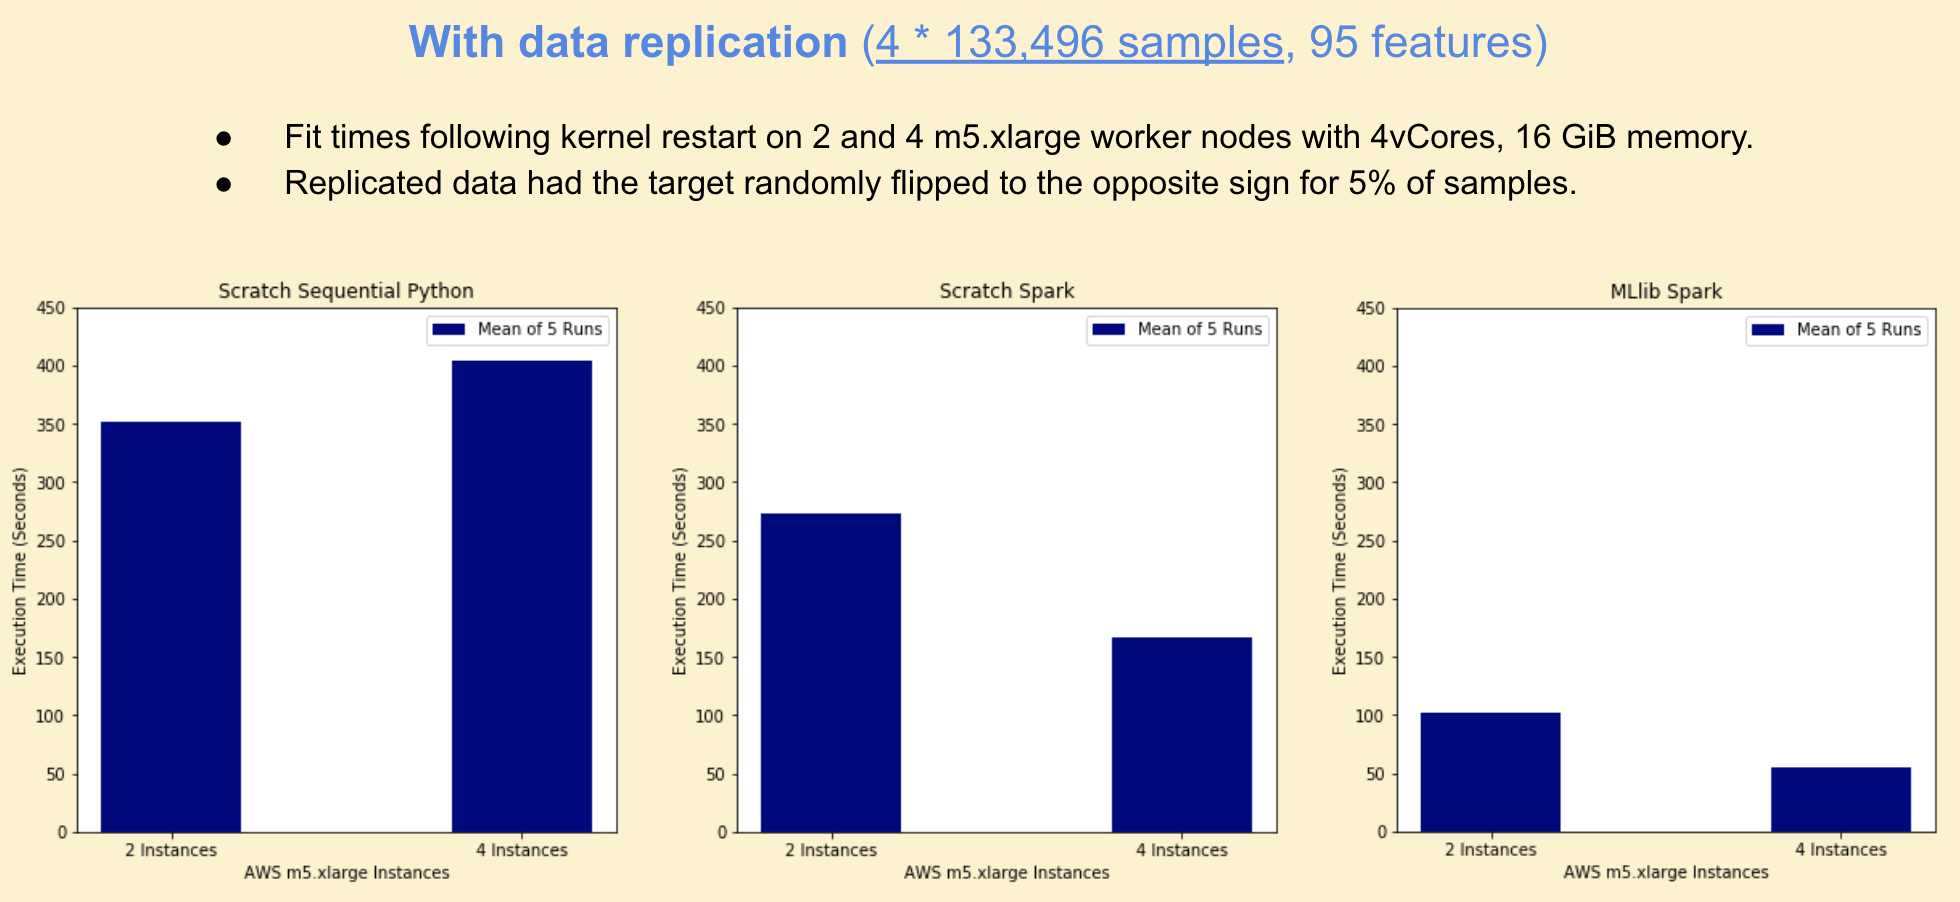 With data replication (4 * 133,496 samples, 95 features)
● Fit times following kernel restart on 2 and 4 m5.xlarge worker nodes with 4vCores, 16 GiB memory.
● Replicated data had the target randomly flipped to the opposite sign for 5% of samples.
Scratch Sequential Python
Mean of 5 Runs
450
400
350
300
250
200
150
100
50
0
Execution Time (Seconds)
2 Instances
4 Instances
AWS m5.xlarge Instances
Scratch Spark
Mean of 5 Runs
450
400
350
300
250
200
150
100
50
0
Execution Time (Seconds)
2 Instances
4 Instances
AWS m5.xlarge Instances
MLlib Spark
Mean of 5 Runs
450
400
350
300
250
200
150
100
50
0
Execution Time (Seconds)
2 Instances
4 Instances
AWS m5.xlarge Instances